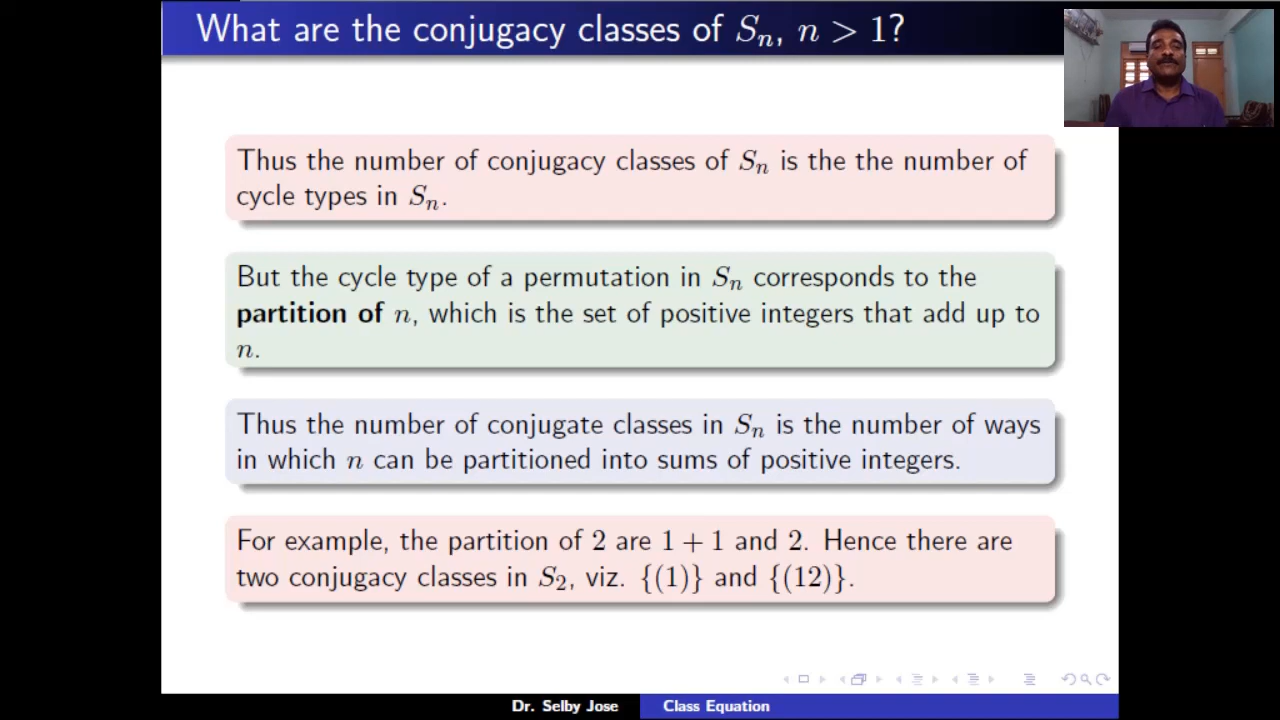 What are the conjugacy classes of Sₙ, n > 1?
Thus the number of conjugacy classes of Sₙ is the the number of
cycle types in Sₙ.
But the cycle type of a permutation in Sₙ corresponds to the
partition of n, which is the set of positive integers that add up to
n.
Thus the number of conjugate classes in Sₙ is the number of ways
in which n can be partitioned into sums of positive integers.
For example, the partition of 2 are 1 + 1 and 2. Hence there are
two conjugacy classes in S₂, viz. {(1)} and {(12)}.
Dr. Selby Jose Class Equation